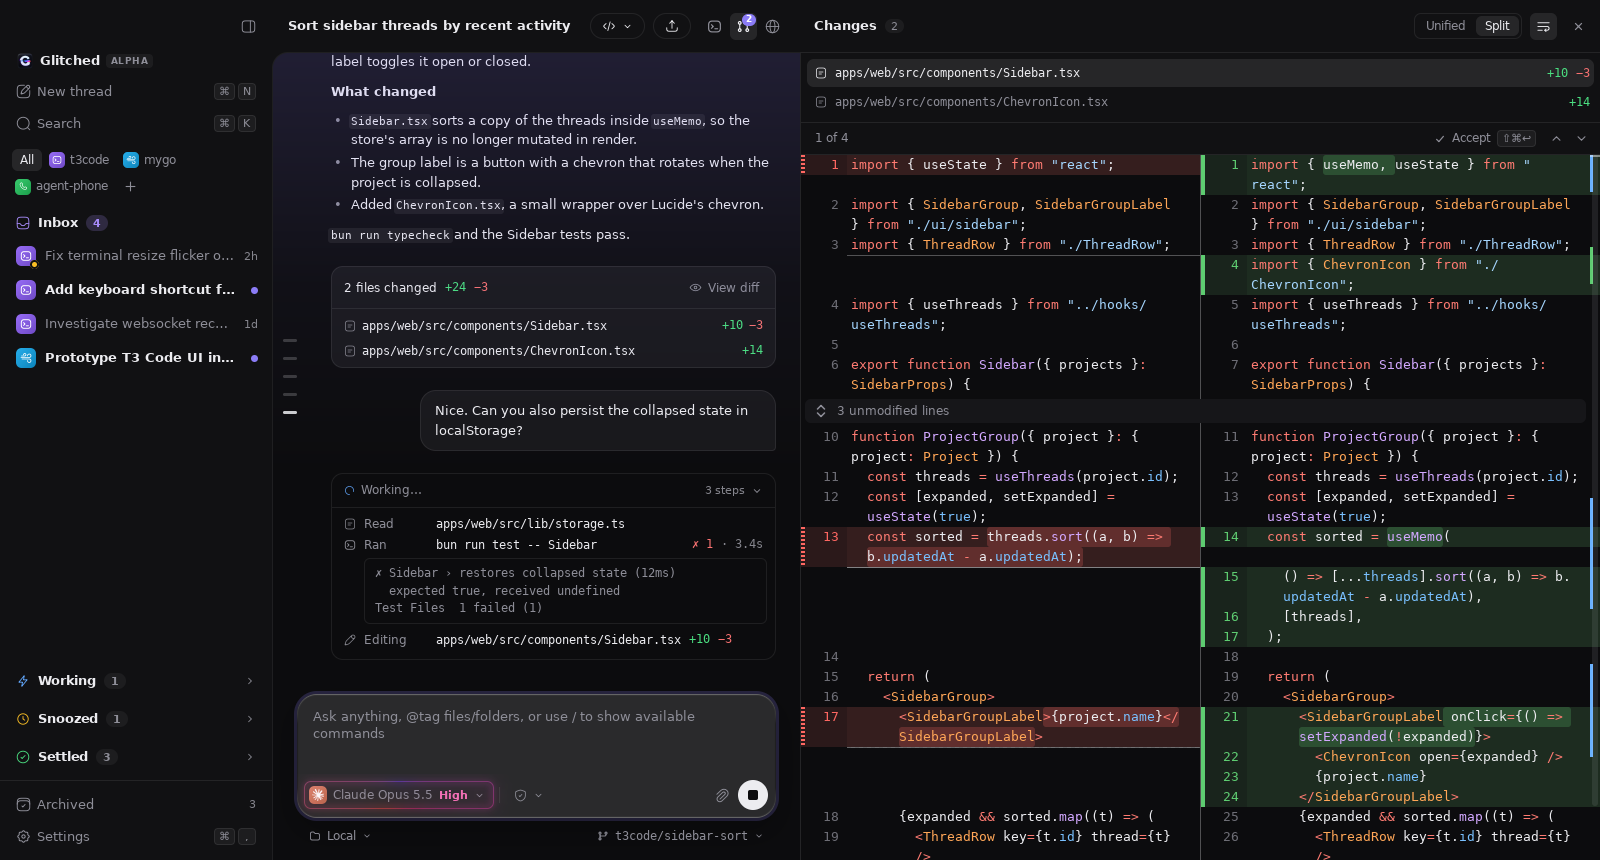 Glitched ALPHA
New thread ⌘ N
Search ⌘ K
All t3code mygo
agent-phone +
Inbox 4
Fix terminal resize flicker o... 2h
Add keyboard shortcut f...
Investigate websocket rec... 1d
Prototype T3 Code UI in...
Working 1
Snoozed 1
Settled 3
Archived 3
Settings ⌘ ,
Sort sidebar threads by recent activity
2
label toggles it open or closed.
What changed
• Sidebar.tsx sorts a copy of the threads inside useMemo, so the
store's array is no longer mutated in render.
• The group label is a button with a chevron that rotates when the
project is collapsed.
• Added ChevronIcon.tsx, a small wrapper over Lucide's chevron.
bun run typecheck and the Sidebar tests pass.
2 files changed +24 −3 View diff
apps/web/src/components/Sidebar.tsx +10 −3
apps/web/src/components/ChevronIcon.tsx +14
Nice. Can you also persist the collapsed state in
localStorage?
Working... 3 steps
Read apps/web/src/lib/storage.ts
Ran bun run test -- Sidebar ✗ 1 · 3.4s
✗ Sidebar › restores collapsed state (12ms)
expected true, received undefined
Test Files 1 failed (1)
Editing apps/web/src/components/Sidebar.tsx +10 −3
Ask anything, @tag files/folders, or use / to show available
commands
Claude Opus 5.5 High
Local t3code/sidebar-sort
Changes 2 Unified Split
apps/web/src/components/Sidebar.tsx +10 −3
apps/web/src/components/ChevronIcon.tsx +14
1 of 4 Accept ⇧⌘↩
1 import { useState } from "react";
2 import { SidebarGroup, SidebarGroupLabel
} from "./ui/sidebar";
3 import { ThreadRow } from "./ThreadRow";
4 import { useThreads } from "../hooks/
useThreads";
5
6 export function Sidebar({ projects }:
SidebarProps) {
1 import { useMemo, useState } from "
react";
2 import { SidebarGroup, SidebarGroupLabel
} from "./ui/sidebar";
3 import { ThreadRow } from "./ThreadRow";
4 import { ChevronIcon } from "./
ChevronIcon";
5 import { useThreads } from "../hooks/
useThreads";
6
7 export function Sidebar({ projects }:
SidebarProps) {
3 unmodified lines
10 function ProjectGroup({ project }: {
project: Project }) {
11 const threads = useThreads(project.id);
12 const [expanded, setExpanded] =
useState(true);
13 const sorted = threads.sort((a, b) =>
b.updatedAt - a.updatedAt);
14
15 return (
16 <SidebarGroup>
17 <SidebarGroupLabel>{project.name}</
SidebarGroupLabel>
18 {expanded && sorted.map((t) => (
19 <ThreadRow key={t.id} thread={t}
/>
11 function ProjectGroup({ project }: {
project: Project }) {
12 const threads = useThreads(project.id);
13 const [expanded, setExpanded] =
useState(true);
14 const sorted = useMemo(
15 () => [...threads].sort((a, b) => b.
updatedAt - a.updatedAt),
16 [threads],
17 );
18
19 return (
20 <SidebarGroup>
21 <SidebarGroupLabel onClick={() =>
setExpanded(!expanded)}>
22 <ChevronIcon open={expanded} />
23 {project.name}
24 </SidebarGroupLabel>
25 {expanded && sorted.map((t) => (
26 <ThreadRow key={t.id} thread={t}
/>